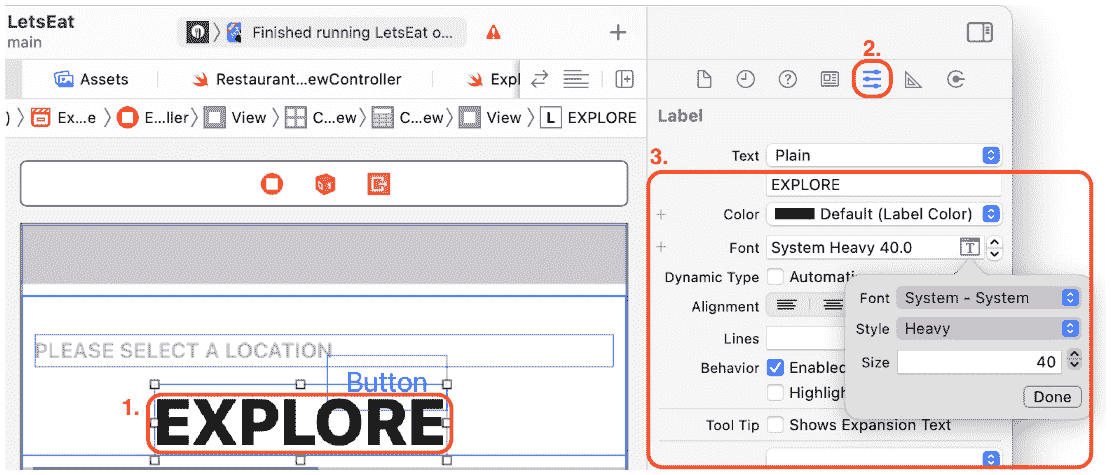 LetsEat
main
Finished running LetsEat o...
2.
Assets
Restaurant...ewController
Expl
) Ex...e E...ller) View C...ew C...ew View L EXPLORE
Label
3.
Text Plain
EXPLORE
Color Default (Label Color)
Font System Heavy 40.0
T
Dynamic Type Automati
Alignment
Font System - System
Style Heavy
Lines
Size 40
Behavior Enabled
Highligh
Done
Tool Tip Shows Expansion Text
PLEASE SELECT A LOCATION
Button
1.
EXPLORE